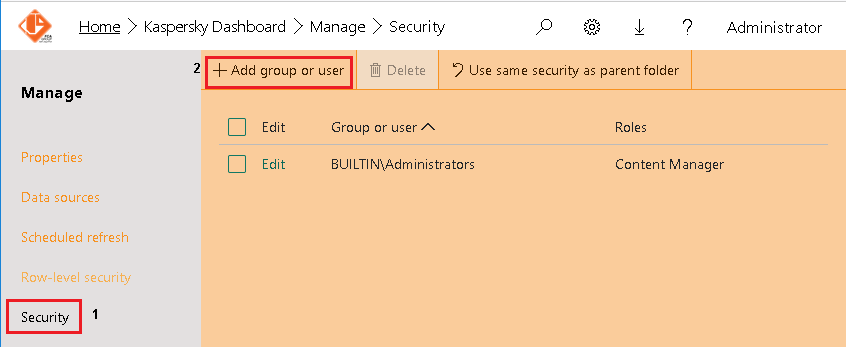 Home > Kaspersky Dashboard > Manage > Security
? Administrator
Manage
2 + Add group or user Delete Use same security as parent folder
Edit Group or user Roles
Edit BUILTIN\Administrators Content Manager
Properties
Data sources
Scheduled refresh
Row-level security
Security 1